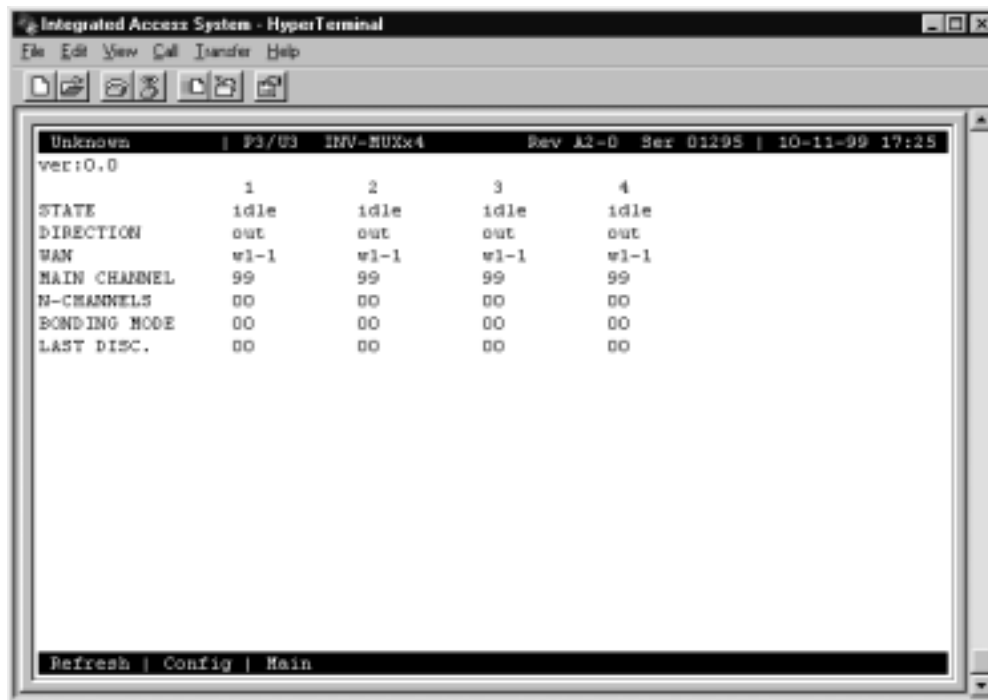 Integrated Access System - HyperTerminal
File Edit View Call Transfer Help
Unknown | P3/U3 INV-MUXx4 Rev A2-0 Ser 01295 | 10-11-99 17:25
ver:0.0
1 2 3 4
STATE idle idle idle idle
DIRECTION out out out out
WAN w1-1 w1-1 w1-1 w1-1
MAIN CHANNEL 99 99 99 99
N-CHANNELS 00 00 00 00
BONDING MODE 00 00 00 00
LAST DISC. 00 00 00 00
Refresh | Config | Main